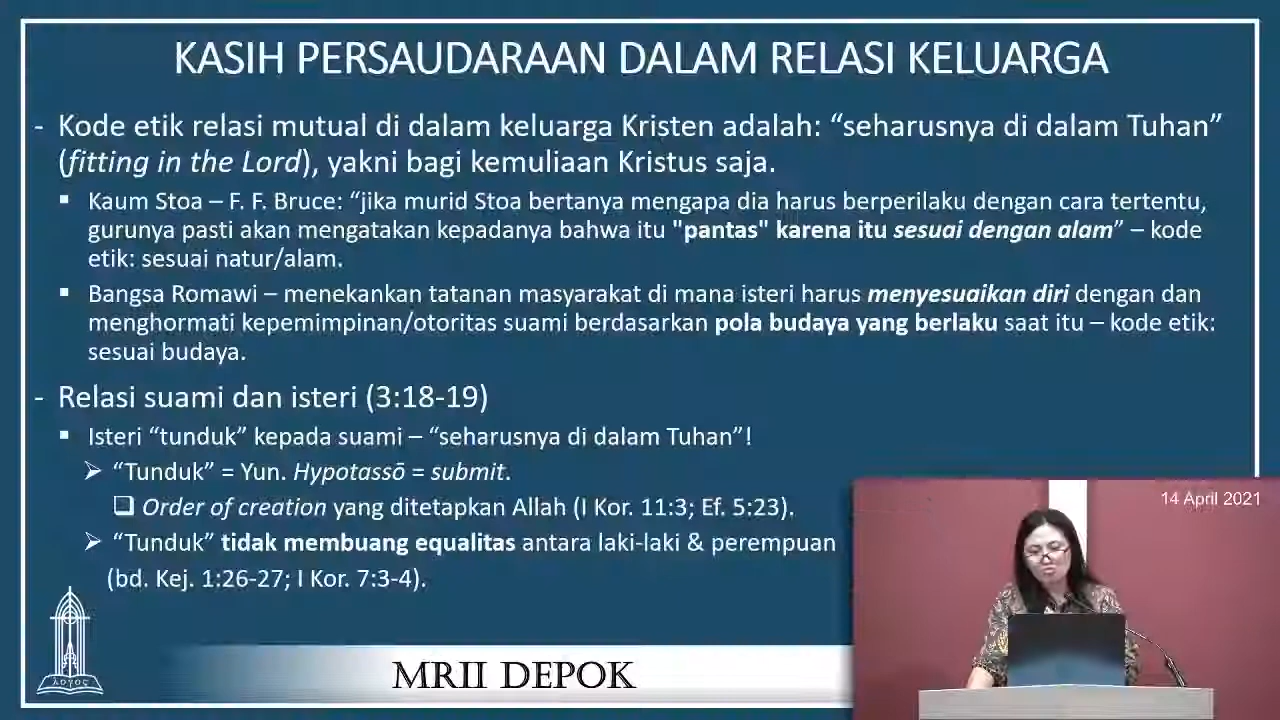 KASIH PERSAUDARAAN DALAM RELASI KELUARGA
- Kode etik relasi mutual di dalam keluarga Kristen adalah: “seharusnya di dalam Tuhan”
(fitting in the Lord), yakni bagi kemuliaan Kristus saja.
▪ Kaum Stoa – F. F. Bruce: “jika murid Stoa bertanya mengapa dia harus berperilaku dengan cara tertentu,
gurunya pasti akan mengatakan kepadanya bahwa itu "pantas" karena itu sesuai dengan alam” – kode
etik: sesuai natur/alam.
▪ Bangsa Romawi – menekankan tatanan masyarakat di mana isteri harus menyesuaikan diri dengan dan
menghormati kepemimpinan/otoritas suami berdasarkan pola budaya yang berlaku saat itu – kode etik:
sesuai budaya.
- Relasi suami dan isteri (3:18-19)
▪ Isteri “tunduk” kepada suami – “seharusnya di dalam Tuhan”!
➢ “Tunduk” = Yun. Hypotassō = submit.
❑ Order of creation yang ditetapkan Allah (I Kor. 11:3; Ef. 5:23).
➢ “Tunduk” tidak membuang equalitas antara laki-laki & perempuan
(bd. Kej. 1:26-27; I Kor. 7:3-4).
14 April 2021
λογος
MRII DEPOK